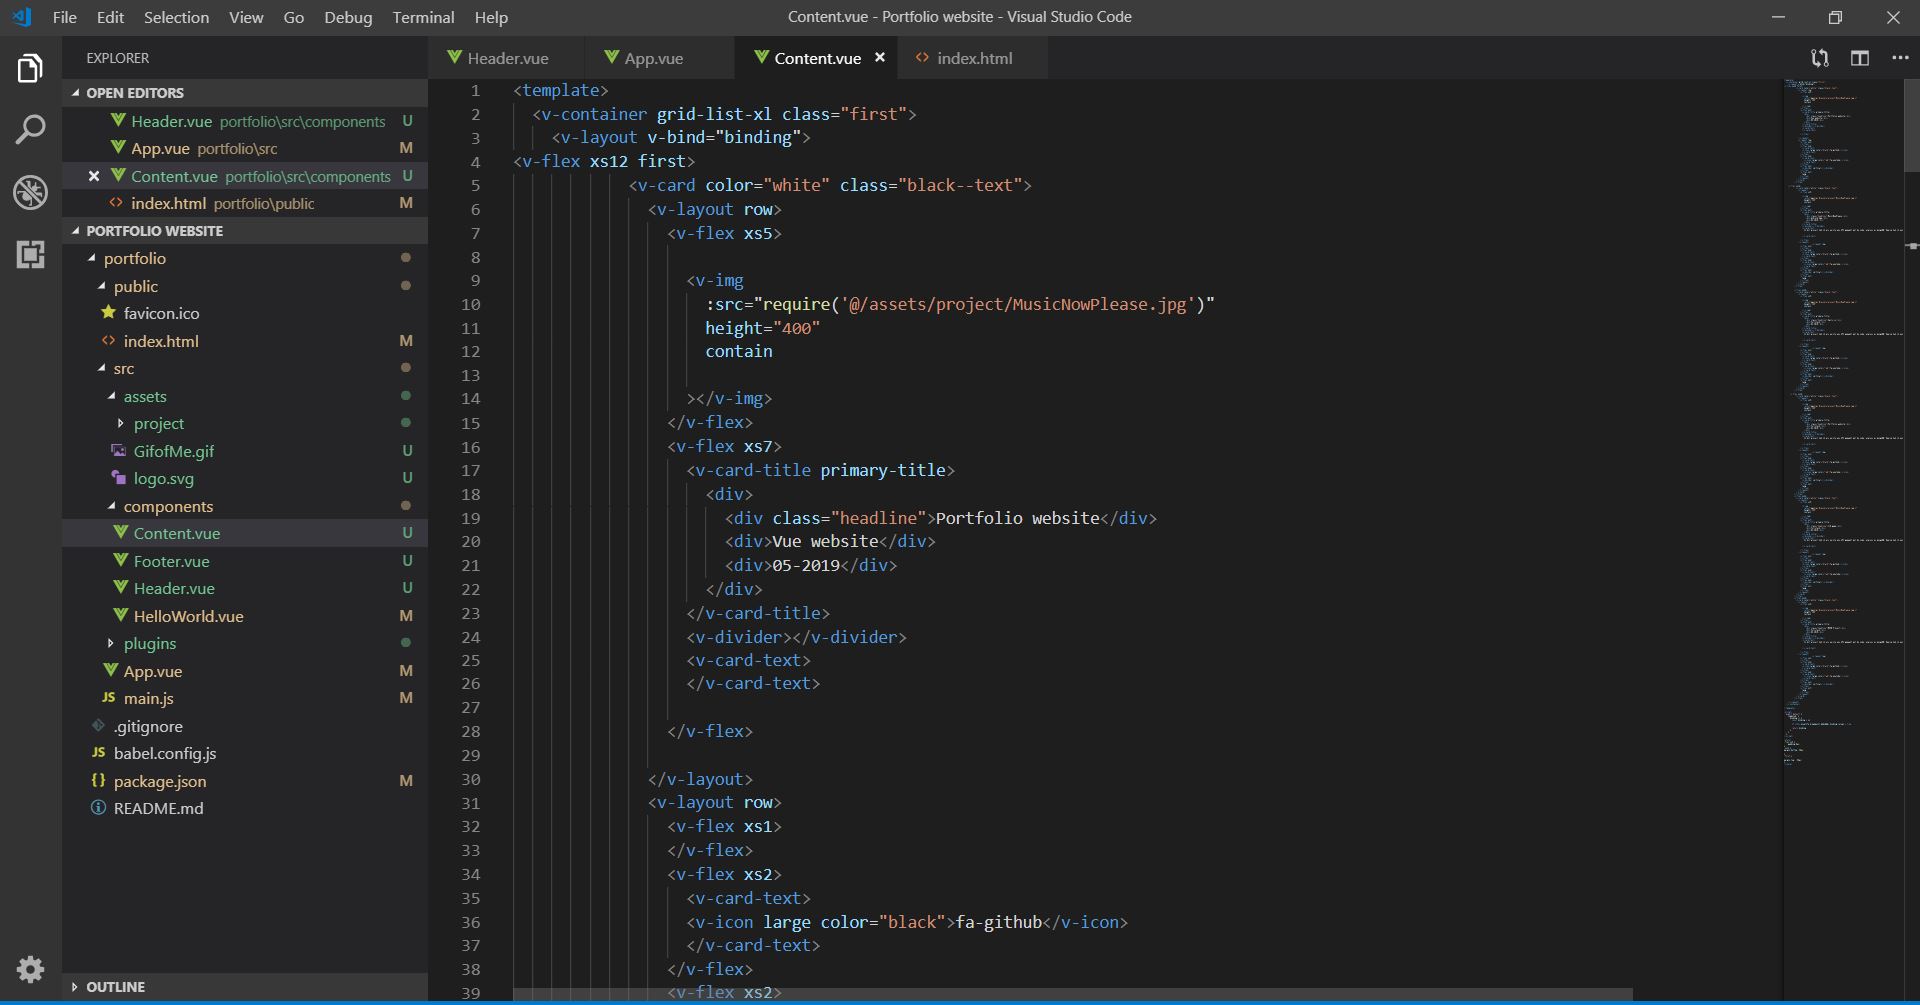 File Edit Selection View Go Debug Terminal Help
Content.vue - Portfolio website - Visual Studio Code
EXPLORER
OPEN EDITORS
Header.vue portfolio\src\components U
App.vue portfolio\src M
Content.vue portfolio\src\components U
index.html portfolio\public M
PORTFOLIO WEBSITE
portfolio
public
favicon.ico
index.html M
src
assets
project
GifofMe.gif U
logo.svg U
components
Content.vue U
Footer.vue U
Header.vue U
HelloWorld.vue M
plugins
App.vue M
JS main.js M
.gitignore
JS babel.config.js
{} package.json M
README.md
OUTLINE
Header.vue App.vue Content.vue index.html
1 <template>
2 <v-container grid-list-xl class="first">
3 <v-layout v-bind="binding">
4 <v-flex xs12 first>
5 <v-card color="white" class="black--text">
6 <v-layout row>
7 <v-flex xs5>
8
9 <v-img
10 :src="require('@/assets/project/MusicNowPlease.jpg')"
11 height="400"
12 contain
13
14 ></v-img>
15 </v-flex>
16 <v-flex xs7>
17 <v-card-title primary-title>
18 <div>
19 <div class="headline">Portfolio website</div>
20 <div>Vue website</div>
21 <div>05-2019</div>
22 </div>
23 </v-card-title>
24 <v-divider></v-divider>
25 <v-card-text>
26 </v-card-text>
27
28 </v-flex>
29
30 </v-layout>
31 <v-layout row>
32 <v-flex xs1>
33 </v-flex>
34 <v-flex xs2>
35 <v-card-text>
36 <v-icon large color="black">fa-github</v-icon>
37 </v-card-text>
38 </v-flex>
39 <v-flex xs2>